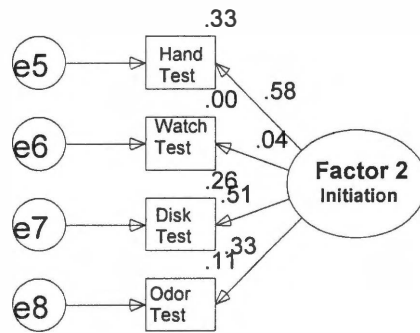 .33
e5
Hand
Test
.58
.00
e6
Watch
Test
.04
Factor 2
Initiation
.26
.51
e7
Disk
Test
.33
.11
e8
Odor
Test